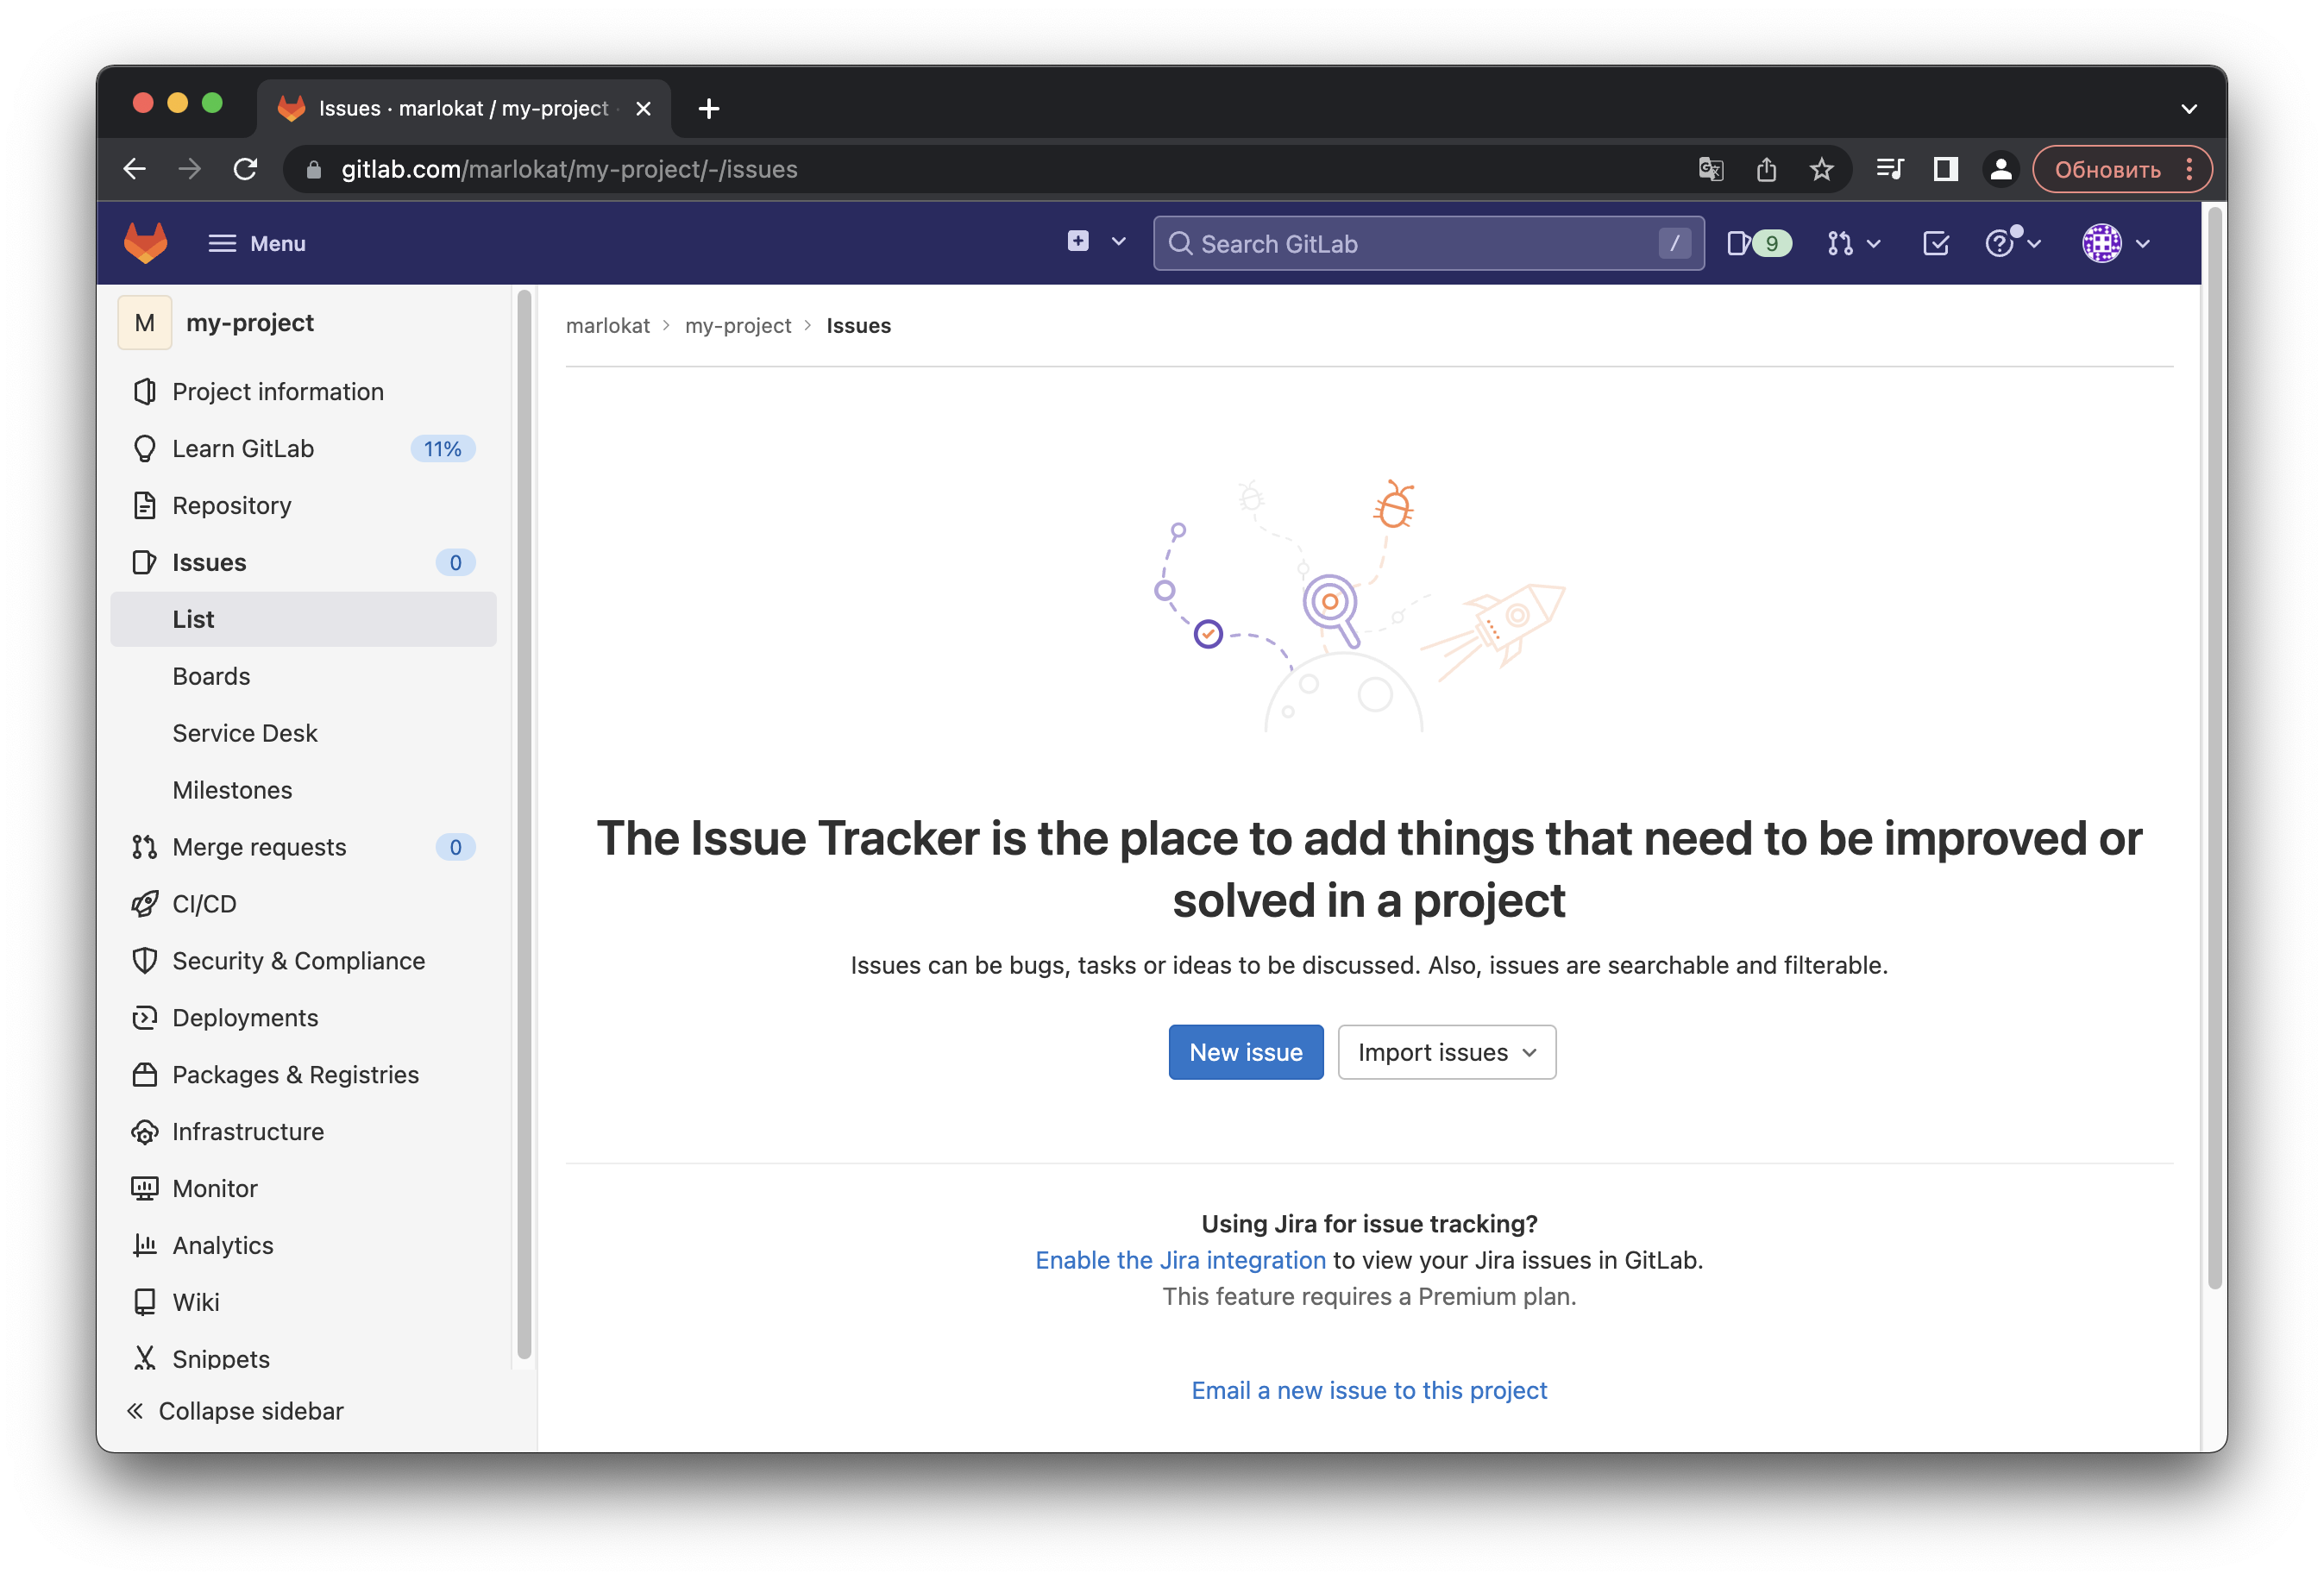 Issues · marlokat / my-project ·
gitlab.com/marlokat/my-project/-/issues
Обновить
Menu
Search GitLab
/
9
M
my-project
Project information
Learn GitLab 11%
Repository
Issues 0
List
Boards
Service Desk
Milestones
Merge requests 0
CI/CD
Security & Compliance
Deployments
Packages & Registries
Infrastructure
Monitor
Analytics
Wiki
Snippets
Collapse sidebar
marlokat > my-project > Issues
The Issue Tracker is the place to add things that need to be improved or
solved in a project
Issues can be bugs, tasks or ideas to be discussed. Also, issues are searchable and filterable.
New issue
Import issues
Using Jira for issue tracking?
Enable the Jira integration to view your Jira issues in GitLab.
This feature requires a Premium plan.
Email a new issue to this project